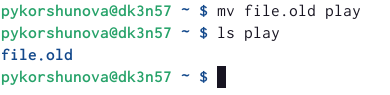 pykorshunova@dk3n57 ~ $ mv file.old play
pykorshunova@dk3n57 ~ $ ls play
file.old
pykorshunova@dk3n57 ~ $